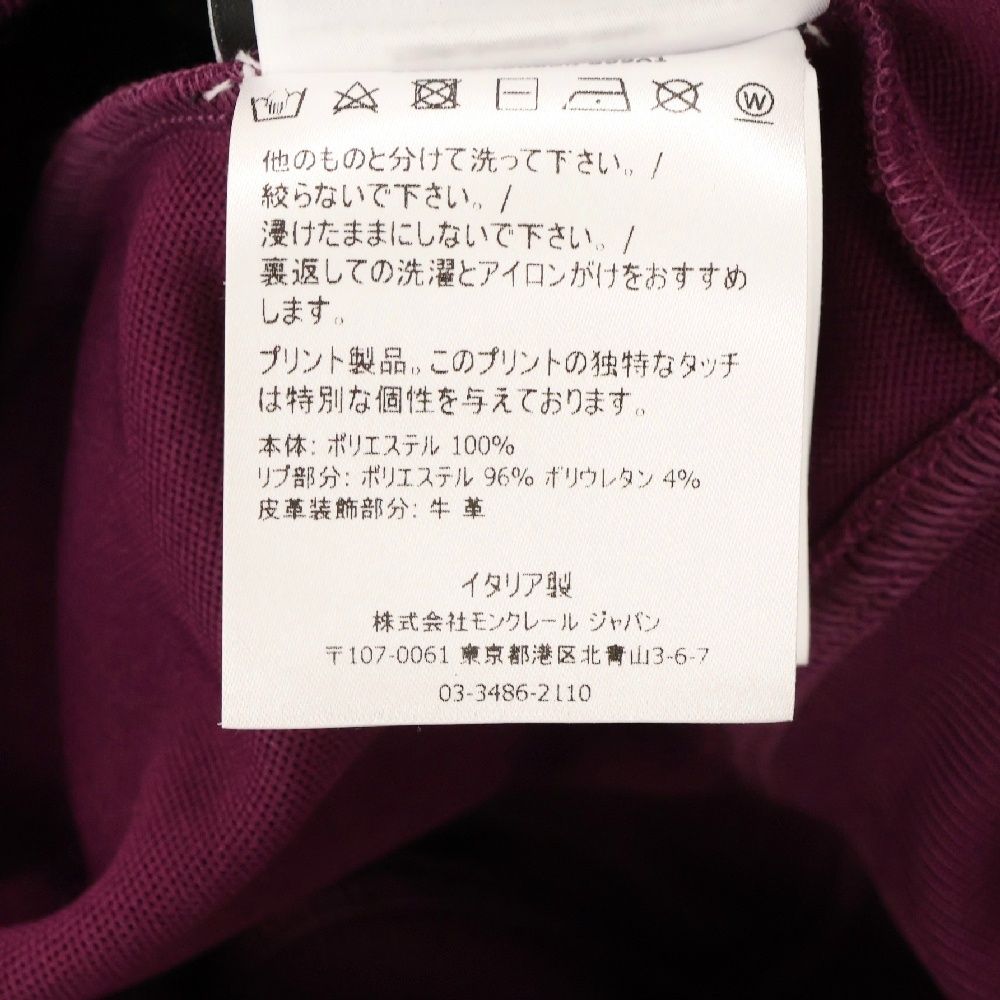 W
他のものと分けて洗って下さい。/
絞らないで下さい。/
浸けたままにしないで下さい。/
裏返しての洗濯とアイロンがけをおすすめ
します。
プリント製品。このプリントの独特なタッチ
は特別な個性を与えております。
本体: ポリエステル 100%
リブ部分: ポリエステル 96% ポリウレタン 4%
皮革装飾部分: 牛 革
イタリア製
株式会社モンクレール ジャパン
〒107-0061 東京都港区北青山3-6-7
03-3486-2110